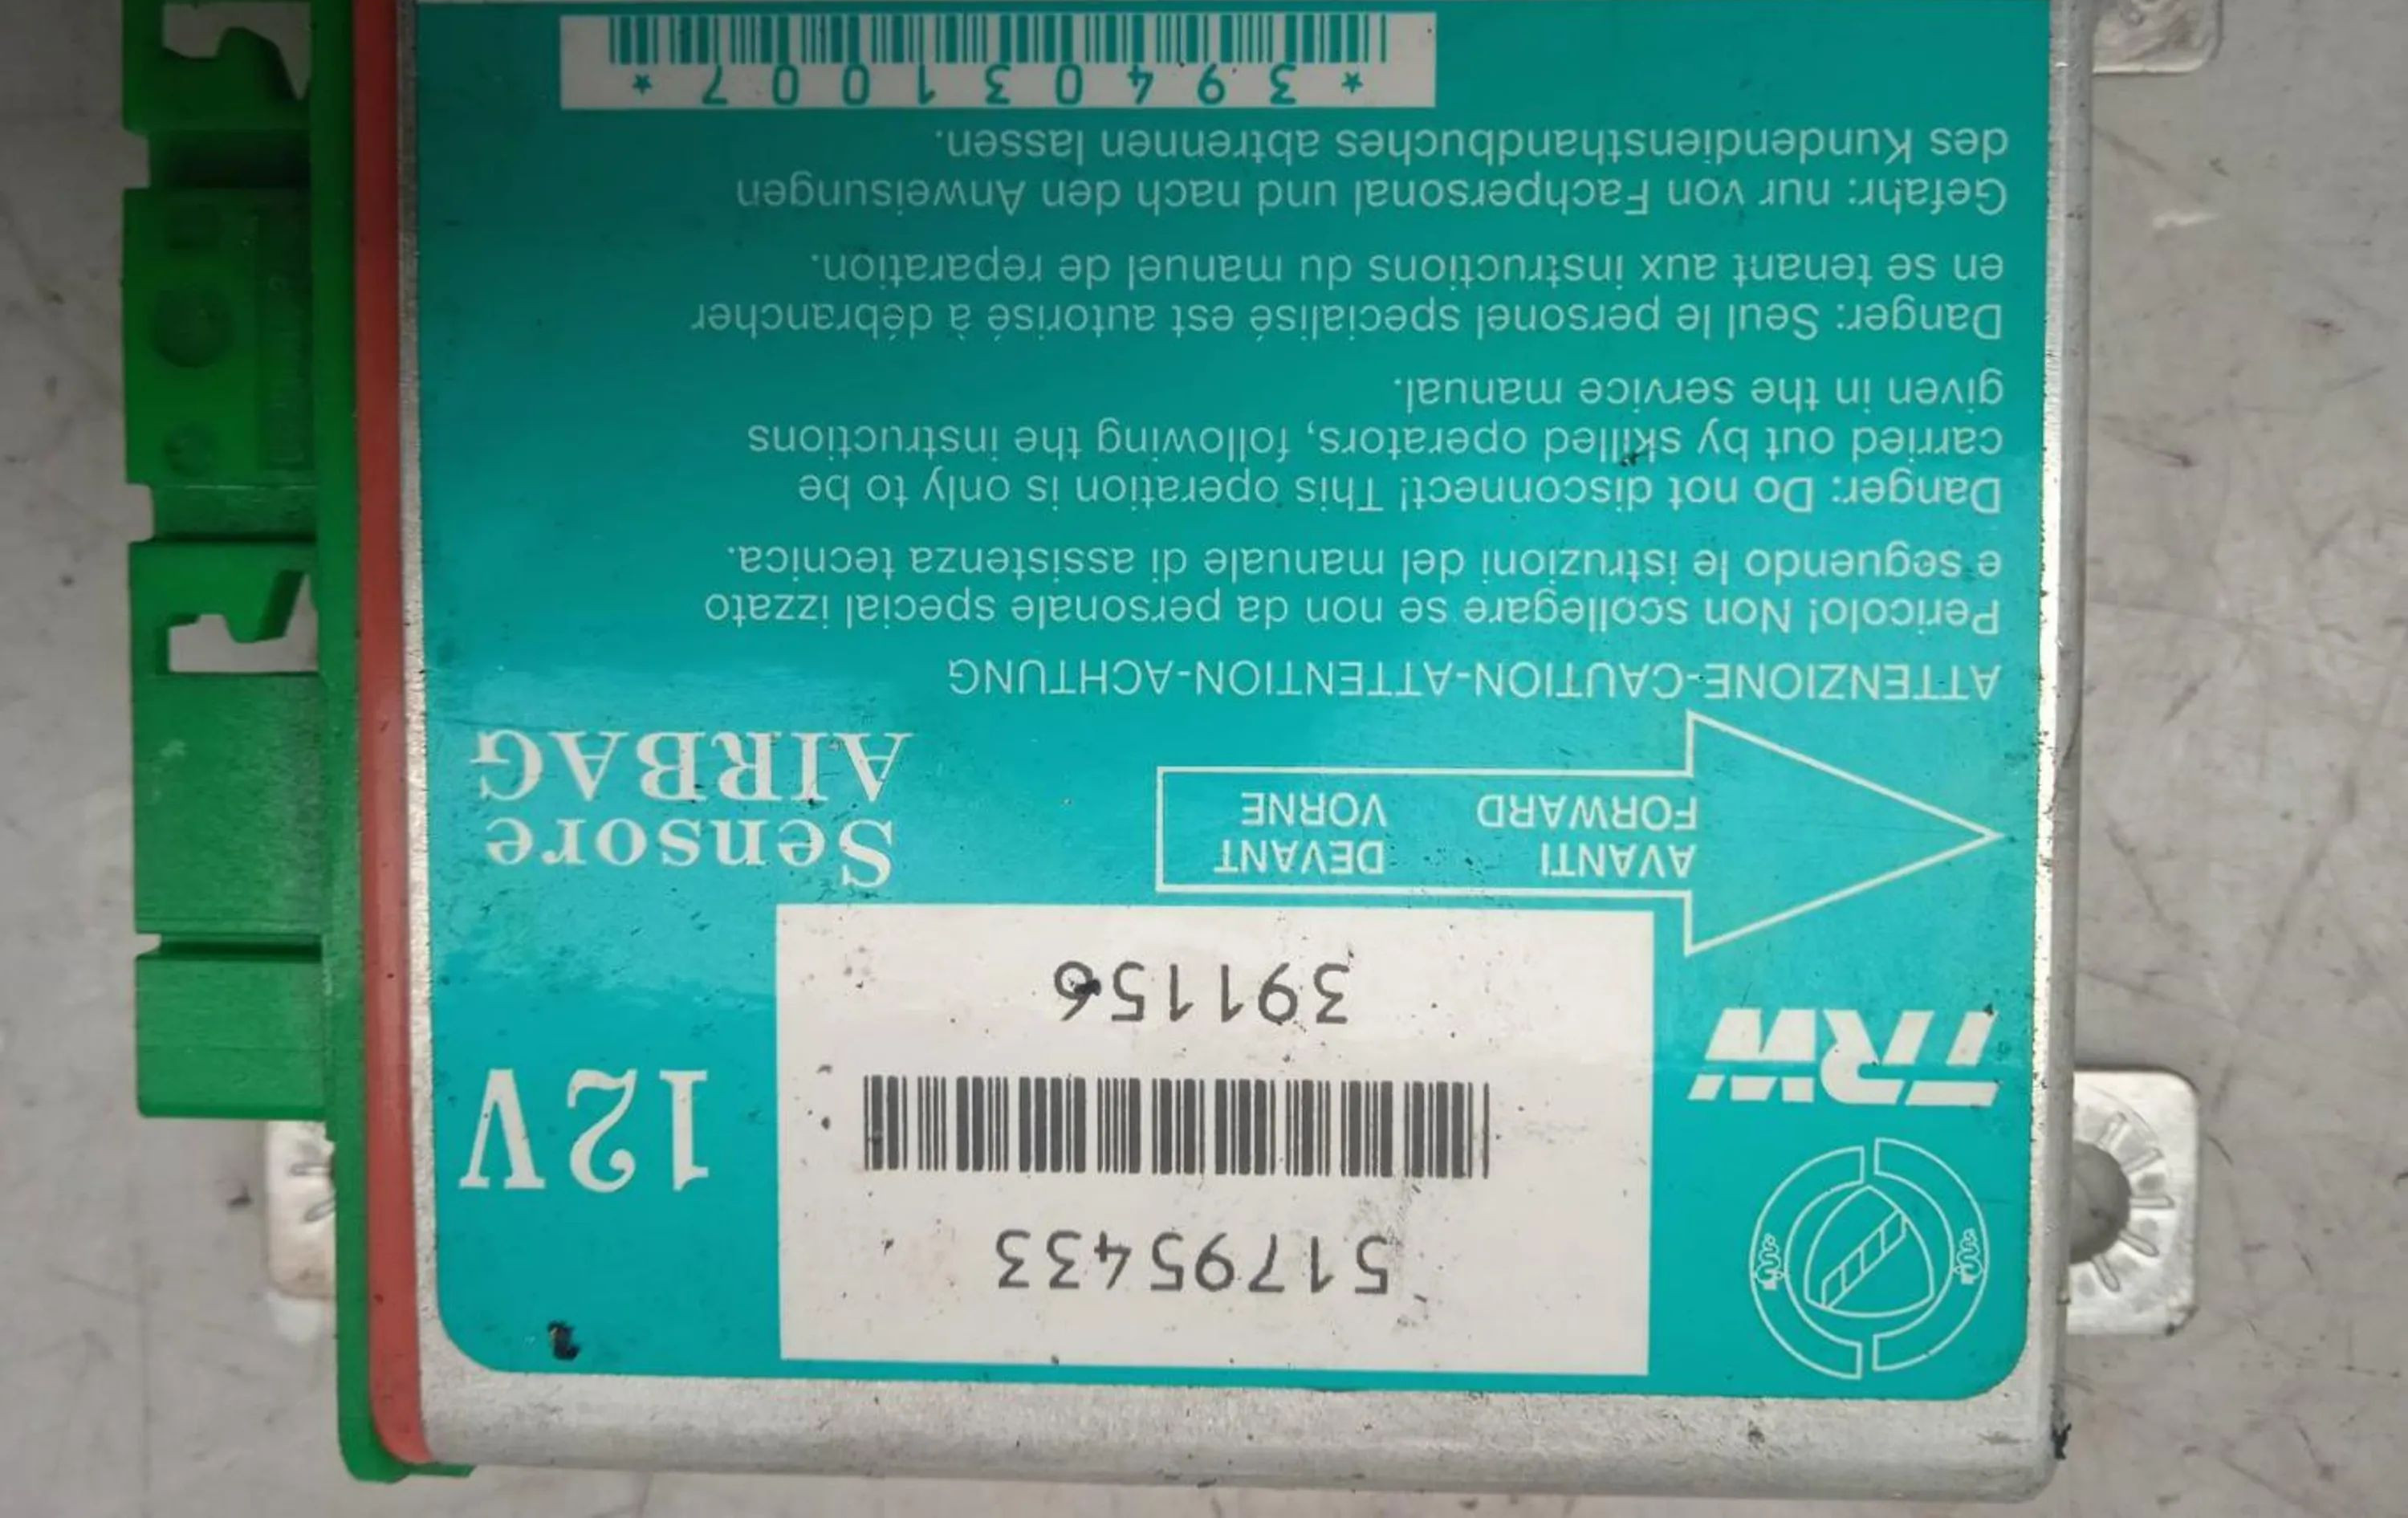 51795433
12V
TRW
391156
AVANTI DEVANT
FORWARD VORNE
Sensore
AIRBAG
ATTENZIONE-CAUTION-ATTENTION-ACHTUNG
Pericolo! Non scollegare se non da personale special izzato
e seguendo le istruzioni del manuale di assistenza tecnica.
Danger: Do not disconnect! This operation is only to be
carried out by skilled operators, following the instructions
given in the service manual.
Danger: Seul le personel specialisé est autorisé à débrancher
en se tenant aux instructions du manuel de reparation.
Gefahr: nur von Fachpersonal und nach den Anweisungen
des Kundendiensthandbuches abtrennen lassen.
* 3 9 4 0 3 1 0 0 7 *